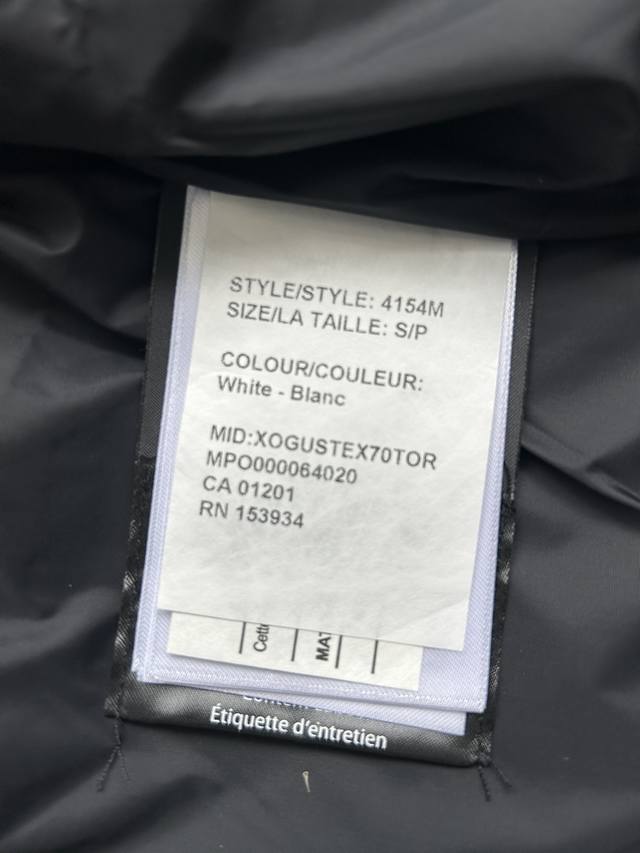 STYLE/STYLE: 4154M
SIZE/LA TAILLE: S/P
COLOUR/COULEUR:
White - Blanc
MID:XOGUSTEX70TOR
MPO000064020
CA 01201
RN 153934
Étiquette d'entretien